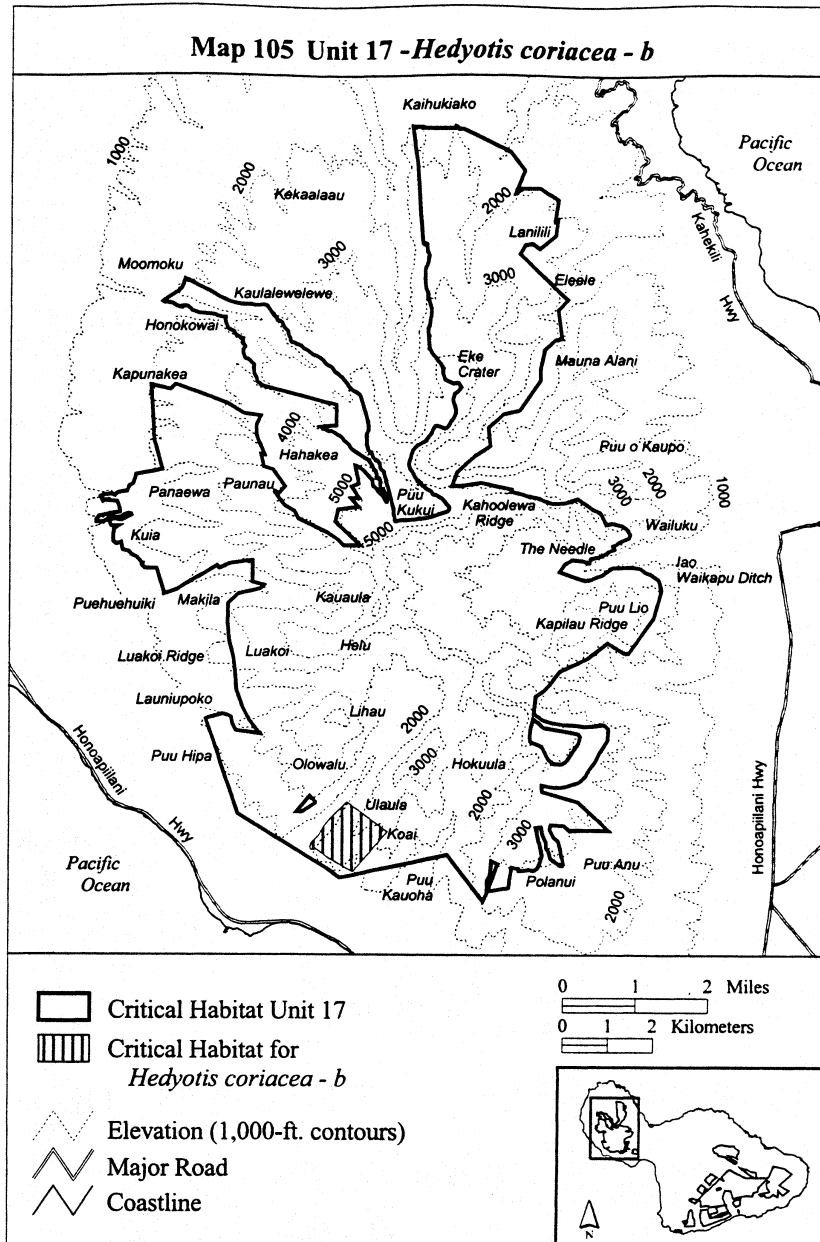 Map 105 Unit 17 - Hedyotis coriacea - b
Kaihukiako
1000
Pacific
Ocean
2000
Kekaalaau
2000
Lanilili
Kahekili
Hwy
3000
Moomoku
3000
Eleele
Kaulalewelewe
Honokowai
Eke
Crater
Mauna Alani
Kapunakea
4000
Hahakea
Puu o Kaupo
Panaewa
Paunau
5000
Puu
Kukui
Kahoolewa
Ridge
3000
2000
1000
Wailuku
Kuia
5000
The Needle
Iao
Waikapu Ditch
Puehuehuiki
Makila
Kauaula
Puu Lio
Kapilau Ridge
Luakoi Ridge
Luakoi
Helu
Launiupoko
Lihau
2000
Puu Hipa
Olowalu
3000
Hokuula
Honoapiilani
Hwy
Ulaula
Koai
2000
3000
Honoapiilani Hwy
Pacific
Ocean
Puu
Kauoha
Polanui
Puu Anu
2000
Critical Habitat Unit 17
Critical Habitat for
Hedyotis coriacea - b
Elevation (1,000-ft. contours)
Major Road
Coastline
0 1 2 Miles
0 1 2 Kilometers
N